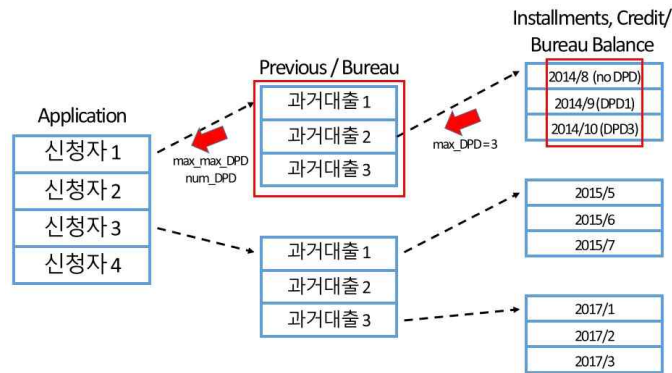 Installments, Credit/
Bureau Balance
Previous / Bureau
Application
신청자 1
신청자 2
신청자 3
신청자 4
max_max_DPD
num_DPD
과거대출 1
과거대출 2
과거대출 3
max_DPD = 3
2014/8 (no DPD)
2014/9 (DPD1)
2014/10 (DPD3)
과거대출 1
과거대출 2
과거대출 3
2015/5
2015/6
2015/7
2017/1
2017/2
2017/3